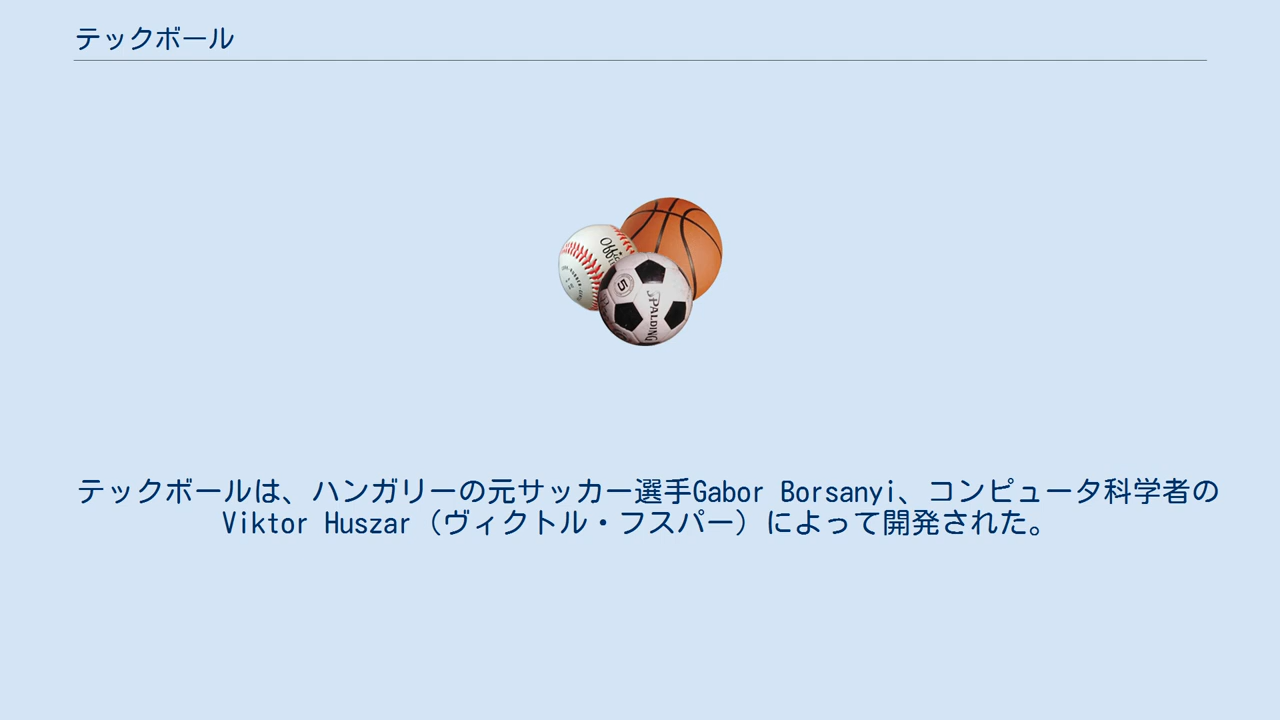 テックボール
Offici
5
SPALDING
テックボールは、ハンガリーの元サッカー選手Gabor Borsanyi、コンピュータ科学者の
Viktor Huszar（ヴィクトル・フスパー）によって開発された。